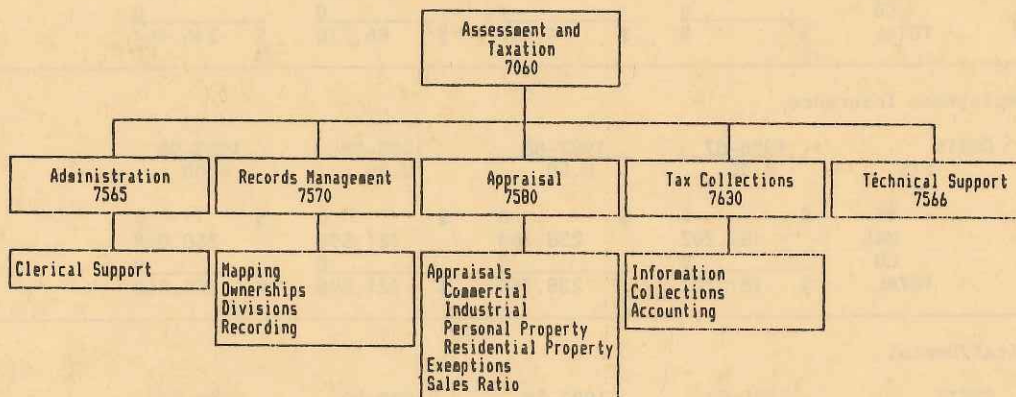 Assessment and
Taxation
7060
Administration
7565
Records Management
7570
Appraisal
7580
Tax Collections
7630
Technical Support
7566
Clerical Support
Mapping
Ownerships
Divisions
Recording
Appraisals
Commercial
Industrial
Personal Property
Residential Property
Exemptions
Sales Ratio
Information
Collections
Accounting